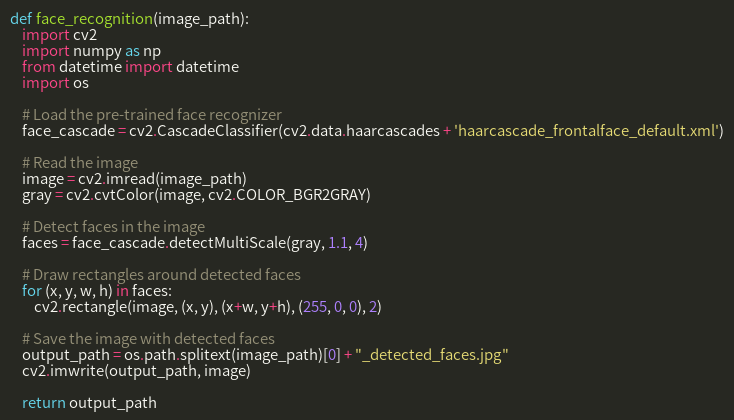 def face_recognition(image_path):
    import cv2
    import numpy as np
    from datetime import datetime
    import os

    # Load the pre-trained face recognizer
    face_cascade = cv2.CascadeClassifier(cv2.data.haarcascades + 'haarcascade_frontalface_default.xml')

    # Read the image
    image = cv2.imread(image_path)
    gray = cv2.cvtColor(image, cv2.COLOR_BGR2GRAY)

    # Detect faces in the image
    faces = face_cascade.detectMultiScale(gray, 1.1, 4)

    # Draw rectangles around detected faces
    for (x, y, w, h) in faces:
        cv2.rectangle(image, (x, y), (x+w, y+h), (255, 0, 0), 2)

    # Save the image with detected faces
    output_path = os.path.splitext(image_path)[0] + "_detected_faces.jpg"
    cv2.imwrite(output_path, image)

    return output_path